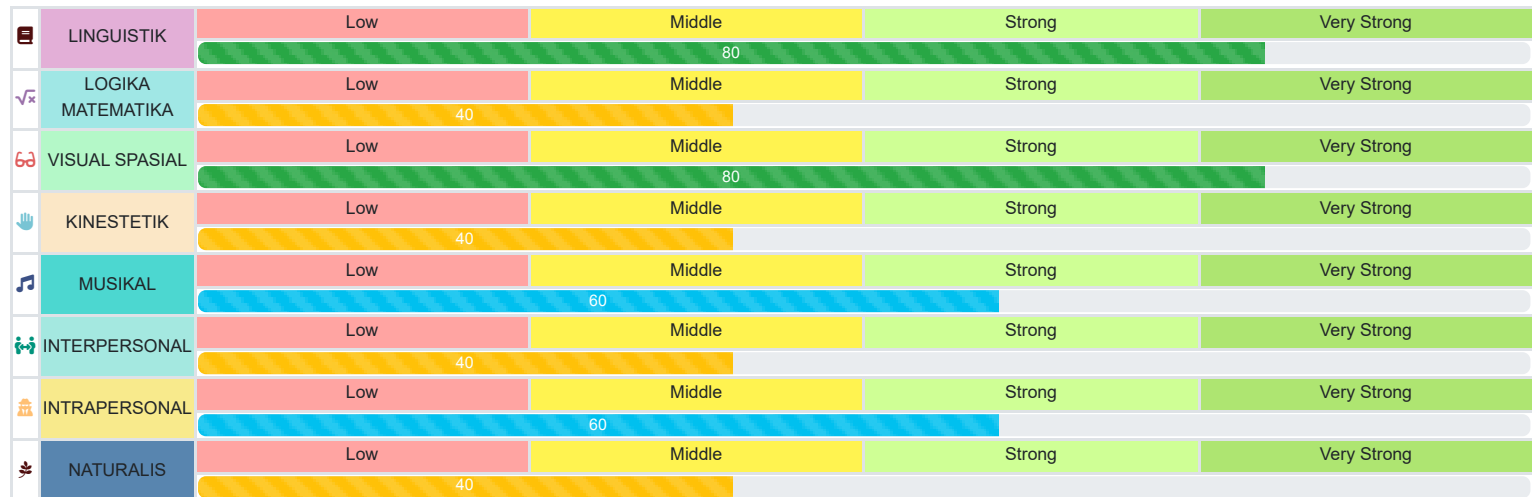 LINGUISTIK
Low Middle Strong Very Strong
80
LOGIKA
MATEMATIKA
Low Middle Strong Very Strong
40
VISUAL SPASIAL
Low Middle Strong Very Strong
80
KINESTETIK
Low Middle Strong Very Strong
40
MUSIKAL
Low Middle Strong Very Strong
60
INTERPERSONAL
Low Middle Strong Very Strong
40
INTRAPERSONAL
Low Middle Strong Very Strong
60
NATURALIS
Low Middle Strong Very Strong
40